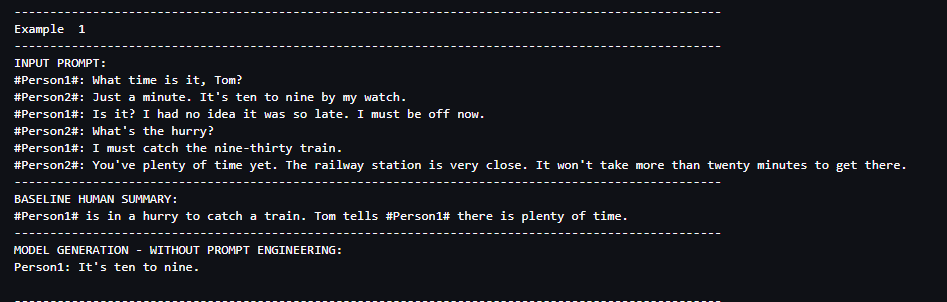 ---------------------------------------------------------------------------------------------------
Example  1
---------------------------------------------------------------------------------------------------
INPUT PROMPT:
#Person1#: What time is it, Tom?
#Person2#: Just a minute. It's ten to nine by my watch.
#Person1#: Is it? I had no idea it was so late. I must be off now.
#Person2#: What's the hurry?
#Person1#: I must catch the nine-thirty train.
#Person2#: You've plenty of time yet. The railway station is very close. It won't take more than twenty minutes to get there.
---------------------------------------------------------------------------------------------------
BASELINE HUMAN SUMMARY:
#Person1# is in a hurry to catch a train. Tom tells #Person1# there is plenty of time.
---------------------------------------------------------------------------------------------------
MODEL GENERATION - WITHOUT PROMPT ENGINEERING:
Person1: It's ten to nine.
---------------------------------------------------------------------------------------------------